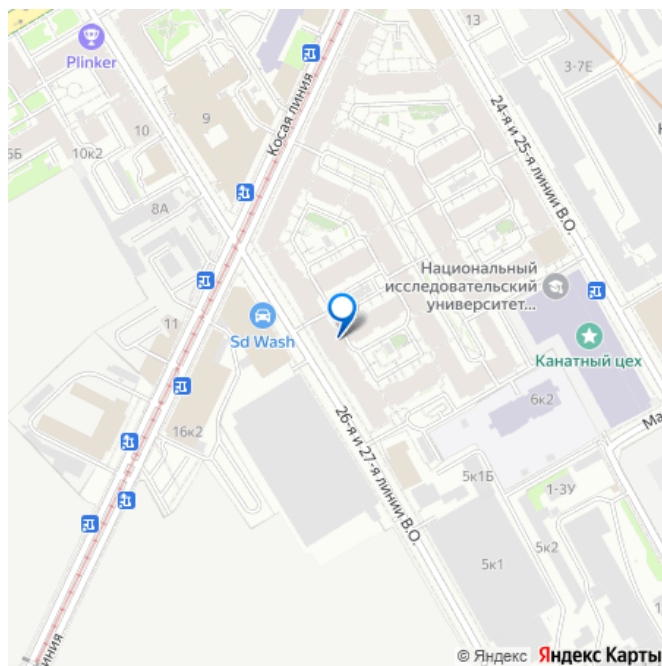 Plinker
13
3-7Е
Косая линия
9
10
5Б
10к2
8А
24-я и 25-я линии В.О.
Национальный
исследовательский
университет...
Sd Wash
11
Канатный цех
6к2
Ма
16к2
26-я и 27-я линии В.О.
5к1Б
1-3У
5к2
5к1
линия
© Яндекс Яндекс Карты